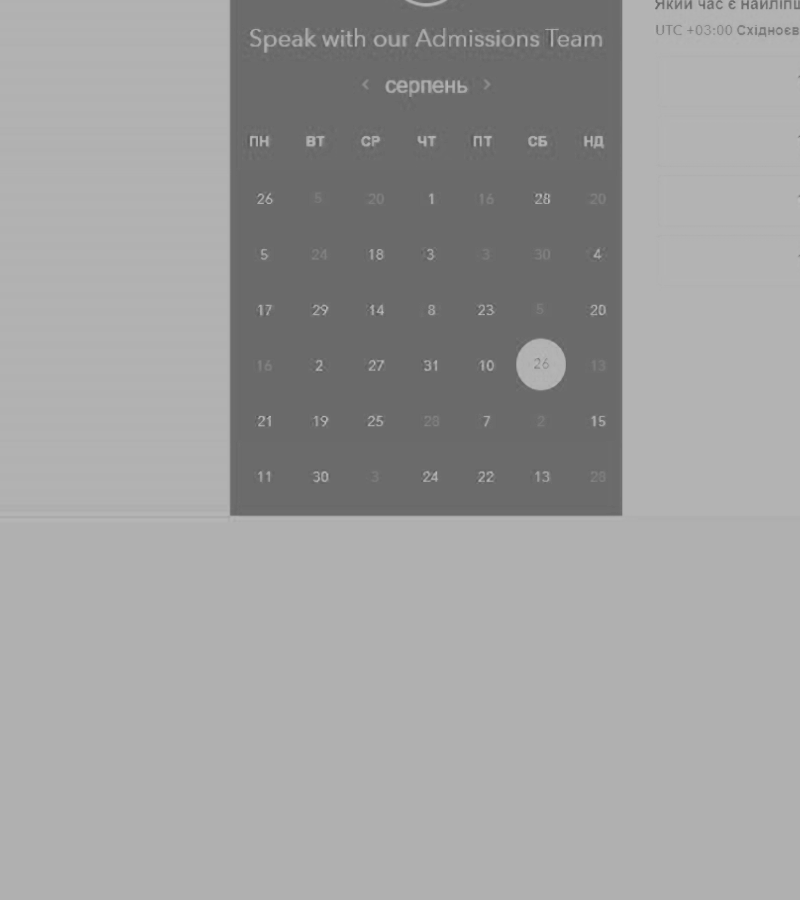 Який час є найліпш
Speak with our Admissions Team
UTC +03:00 Східноєв
‹ серпень ›
ПН ВТ СР ЧТ ПТ СБ НД
26 5 20 1 16 28 20
5 24 18 3 3 30 4
17 29 14 8 23 5 20
16 2 27 31 10 26 13
21 19 25 28 7 2 15
11 30 3 24 22 13 28